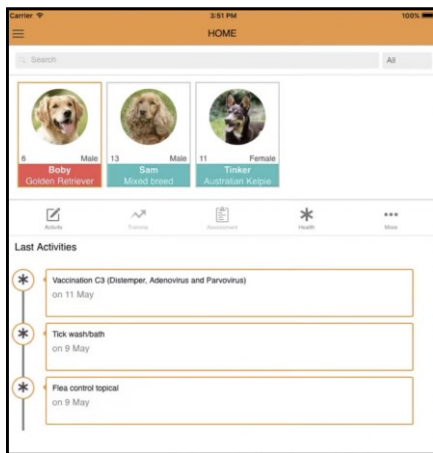 Carrier 3:51 PM 100%
HOME
Search All
6 Male 13 Male 11 Female
Boby Sam Tinker
Golden Retriever Mixed breed Australian Kelpie
Activity Training Assessment Health More
Last Activities
Vaccination C3 (Distemper, Adenovirus and Parvovirus)
on 11 May
Tick wash/bath
on 9 May
Flea control topical
on 9 May